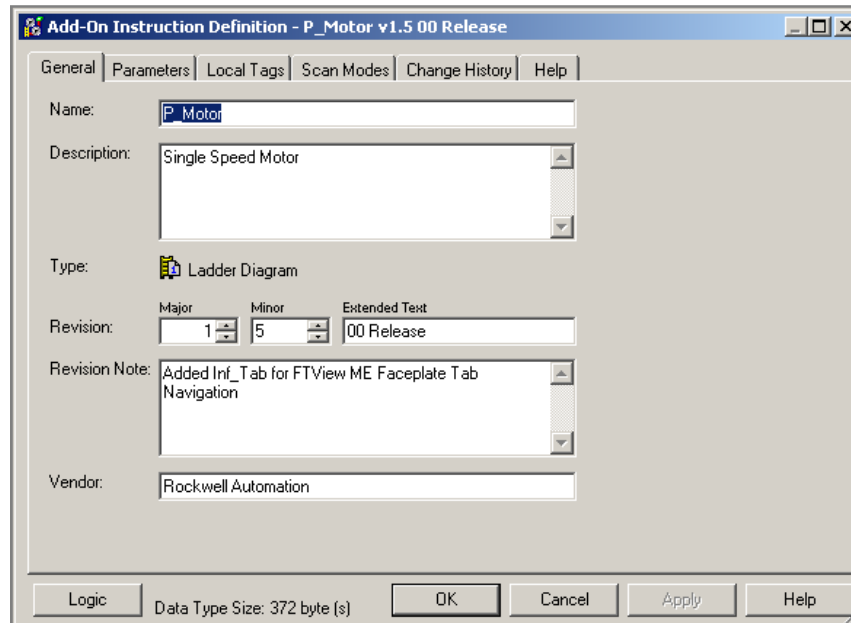 Add-On Instruction Definition - P_Motor v1.5 00 Release
General Parameters Local Tags Scan Modes Change History Help
Name: P_Motor
Description: Single Speed Motor
Type: Ladder Diagram
Major Minor Extended Text
Revision: 1 5 00 Release
Revision Note: Added Inf_Tab for FTView ME Faceplate Tab
Navigation
Vendor: Rockwell Automation
Logic Data Type Size: 372 byte (s) OK Cancel Apply Help